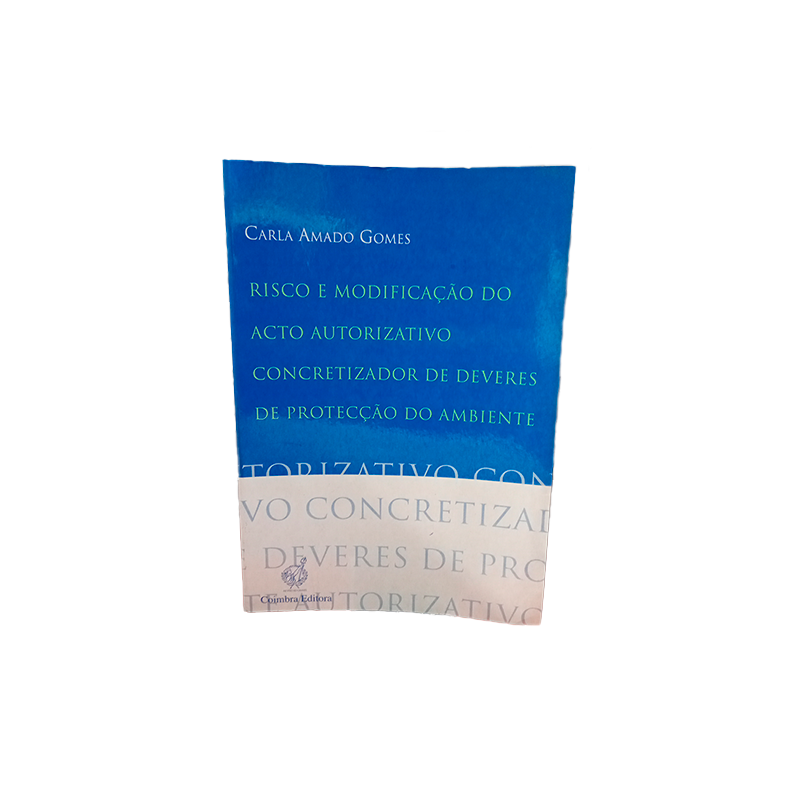 CARLA AMADO GOMES
RISCO E MODIFICAÇÃO DO
ACTO AUTORIZATIVO
CONCRETIZADOR DE DEVERES
DE PROTECÇÃO DO AMBIENTE
TORIZATIVO CON
VO CONCRETIZAD
E DEVERES DE PRO
Coimbra Editora
TE AUTORIZATIVO